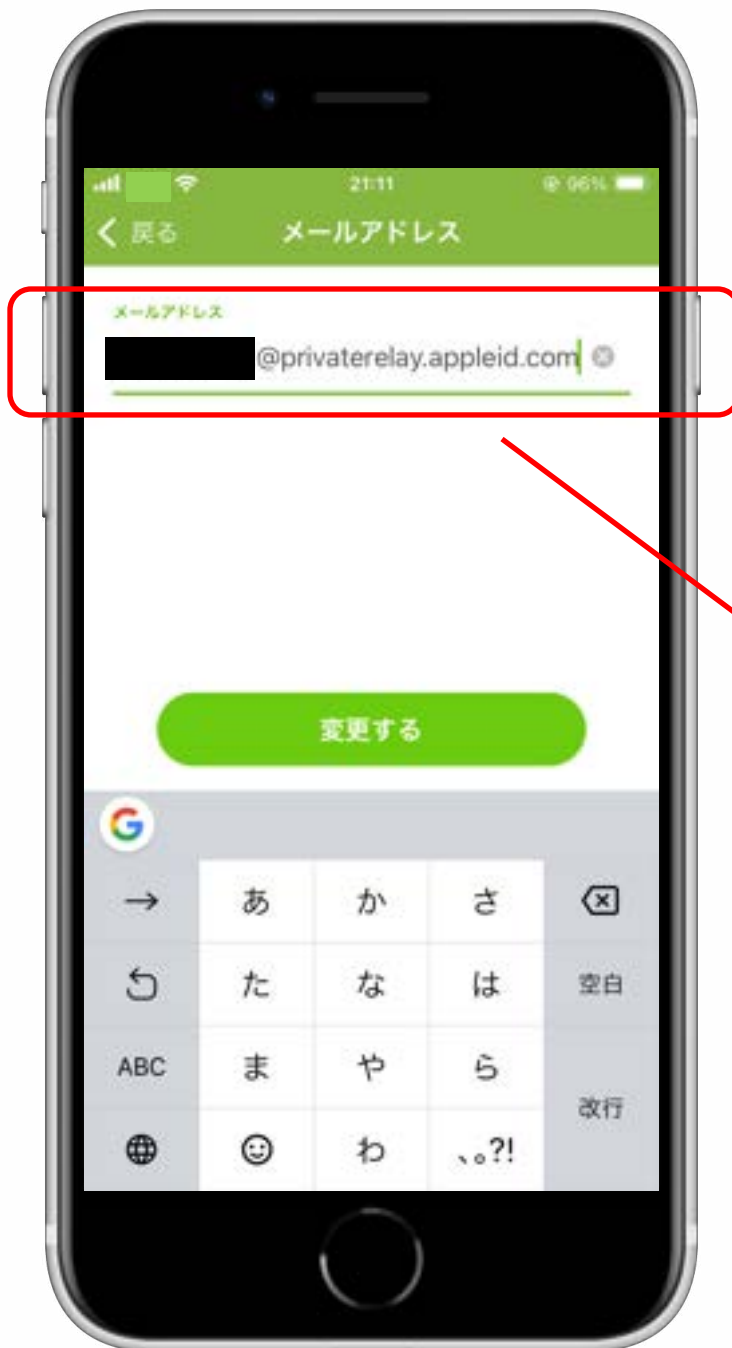 21:11
96%
戻る
メールアドレス
メールアドレス
@privaterelay.appleid.com
変更する
G
→ あ か さ
た な は 空白
ABC ま や ら
改行
わ 、。?!